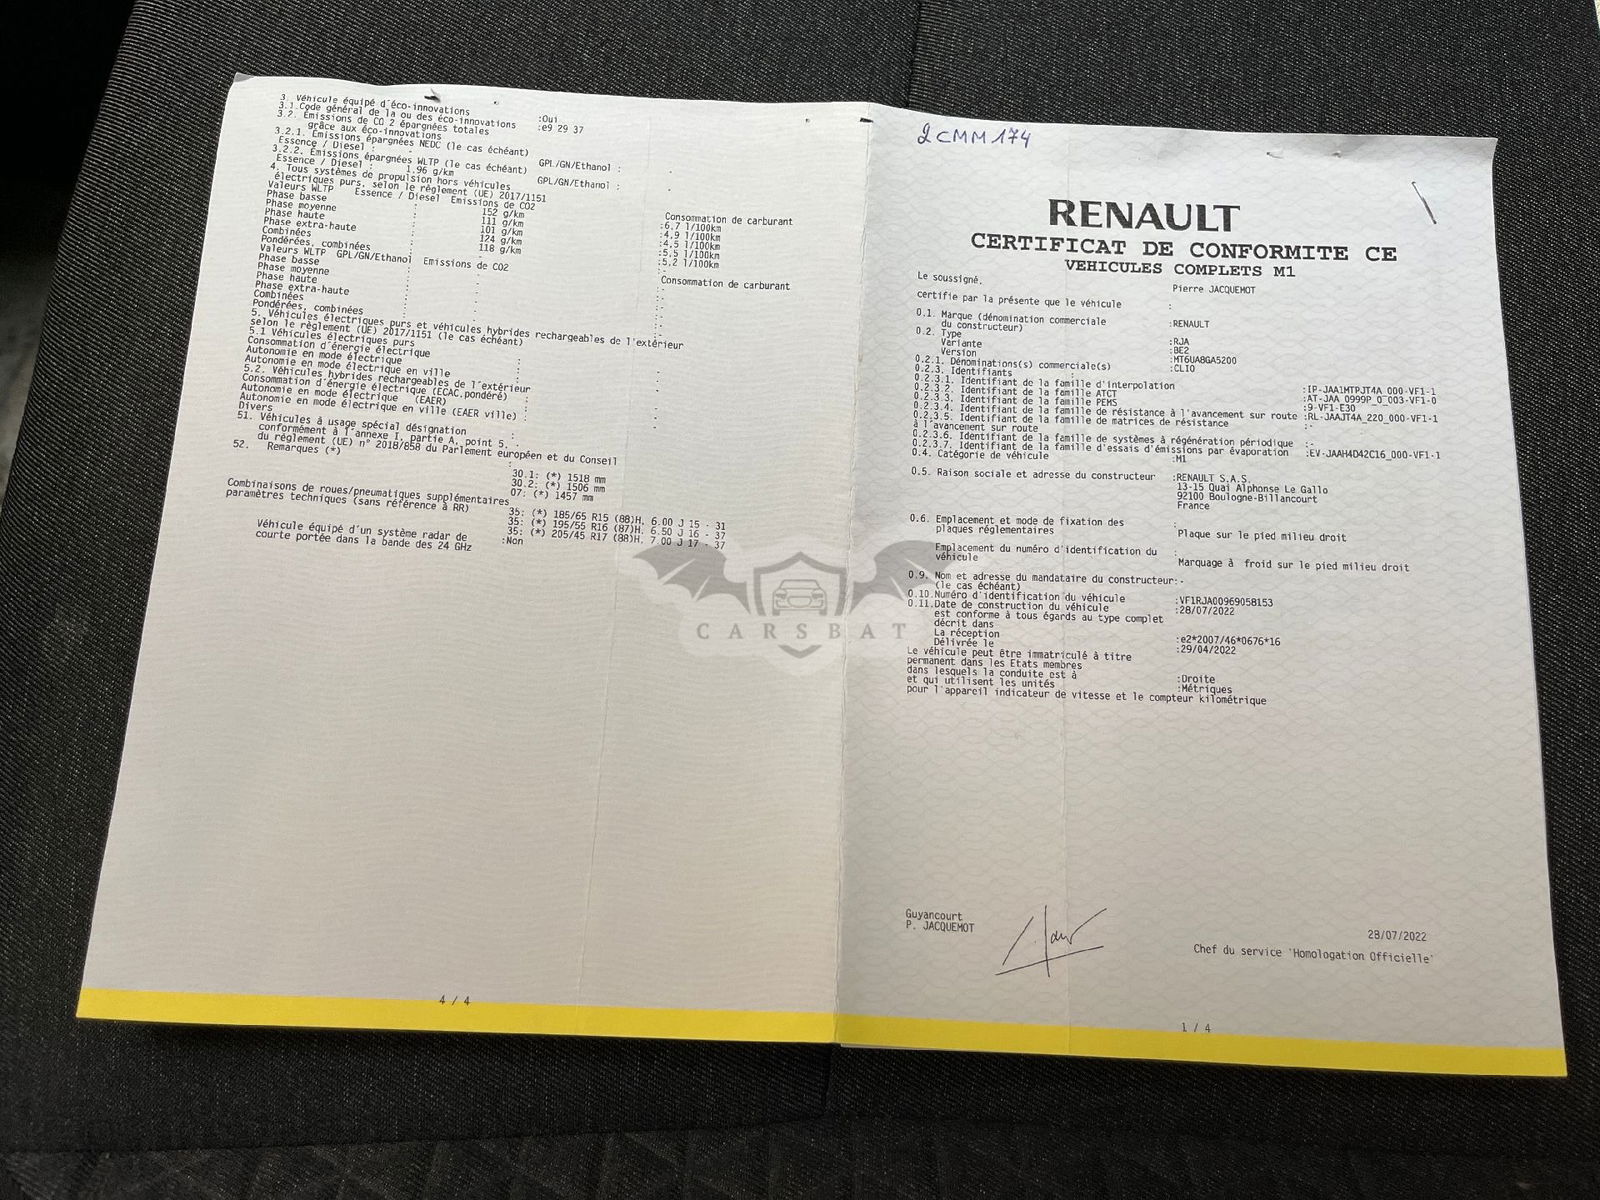 3. Véhicule équipé d'éco-innovations :Oui
3.1.Code général de la ou des éco-innovations :e9 29 37
3.2. Émissions de CO 2 épargnées totales
grâce aux éco-innovations
3.2.1. Émissions épargnées NEDC (le cas échéant)
Essence / Diesel : - GPL/GN/Ethanol : -
3.2.2. Émissions épargnées WLTP (le cas échéant)
Essence / Diesel : 1.96 g/km GPL/GN/Ethanol : -
4. Tous systèmes de propulsion hors véhicules
électriques purs, selon le règlement (UE) 2017/1151
Valeurs WLTP Essence / Diesel Emissions de CO2 Consommation de carburant
Phase basse : 152 g/km :6.7 l/100km
Phase moyenne : 111 g/km :4.9 l/100km
Phase haute : 101 g/km :4.5 l/100km
Phase extra-haute : 124 g/km :5.5 l/100km
Combinées : 118 g/km :5.2 l/100km
Pondérées, combinées : - :-
Valeurs WLTP GPL/GN/Ethanol Emissions de CO2 Consommation de carburant
Phase basse : - :-
Phase moyenne : - :-
Phase haute : - :-
Phase extra-haute : - :-
Combinées : - :-
Pondérées, combinées : - :-
5. Véhicules électriques purs et véhicules hybrides rechargeables de l'extérieur
selon le règlement (UE) 2017/1151 (le cas échéant)
5.1 Véhicules électriques purs
Consommation d'énergie électrique : -
Autonomie en mode électrique : -
Autonomie en mode électrique en ville : -
5.2. Véhicules hybrides rechargeables de l'extérieur
Consommation d'énergie électrique (ECAC,pondéré) : -
Autonomie en mode électrique (EAER) : -
Autonomie en mode électrique en ville (EAER ville) : -
Divers
51. Véhicules à usage spécial désignation :
conformément à l'annexe I, partie A, point 5, -
du règlement (UE) n° 2018/858 du Parlement européen et du Conseil
52. Remarques (*) :
30.1: (*) 1518 mm
30.2: (*) 1506 mm
07: (*) 1457 mm
Combinaisons de roues/pneumatiques supplémentaires
paramètres techniques (sans référence à RR)
35: (*) 185/65 R15 (88)H, 6.00 J 15 - 31
35: (*) 195/55 R16 (87)H, 6.50 J 16 - 37
35: (*) 205/45 R17 (88)H, 7.00 J 17 - 37
Véhicule équipé d'un système radar de :Non
courte portée dans la bande des 24 GHz
4 / 4
2CMM174
RENAULT
CERTIFICAT DE CONFORMITE CE
VEHICULES COMPLETS M1
Le soussigné, Pierre JACQUEMOT
certifie par la présente que le véhicule :
0.1. Marque (dénomination commerciale
du constructeur) :RENAULT
0.2. Type :RJA
Variante :BE2
Version :MT6UA8GA5200
0.2.1. Dénominations(s) commerciale(s) :CLIO
0.2.3. Identifiants :
0.2.3.1. Identifiant de la famille d'interpolation :IP-JAA1MTPJT4A_000-VF1-1
0.2.3.2. Identifiant de la famille ATCT :AT-JAA_0999P_0_003-VF1-0
0.2.3.3. Identifiant de la famille PEMS :9-VF1-E30
0.2.3.4. Identifiant de la famille de résistance à l'avancement sur route :RL-JAAJT4A_220_000-VF1-1
0.2.3.5. Identifiant de la famille de matrices de résistance :-
à l'avancement sur route
0.2.3.6. Identifiant de la famille de systèmes à régénération périodique :-
0.2.3.7. Identifiant de la famille d'essais d'émissions par évaporation :EV-JAAH4D42C16_000-VF1-1
0.4. Catégorie de véhicule :M1
0.5. Raison sociale et adresse du constructeur :RENAULT S.A.S.
13-15 Quai Alphonse Le Gallo
92100 Boulogne-Billancourt
France
0.6. Emplacement et mode de fixation des :
plaques réglementaires Plaque sur le pied milieu droit
Emplacement du numéro d'identification du :
véhicule Marquage à froid sur le pied milieu droit
0.9. Nom et adresse du mandataire du constructeur:-
(le cas échéant)
0.10.Numéro d'identification du véhicule :VF1RJA00969058153
0.11.Date de construction du véhicule :28/07/2022
est conforme à tous égards au type complet
décrit dans
La réception :e2*2007/46*0676*16
Délivrée le :29/04/2022
Le véhicule peut être immatriculé à titre
permanent dans les Etats membres
dans lesquels la conduite est à :Droite
et qui utilisent les unités :Métriques
pour l'appareil indicateur de vitesse et le compteur kilométrique
Guyancourt
P. JACQUEMOT
28/07/2022
Chef du service 'Homologation Officielle'
1 / 4
CARSBAT